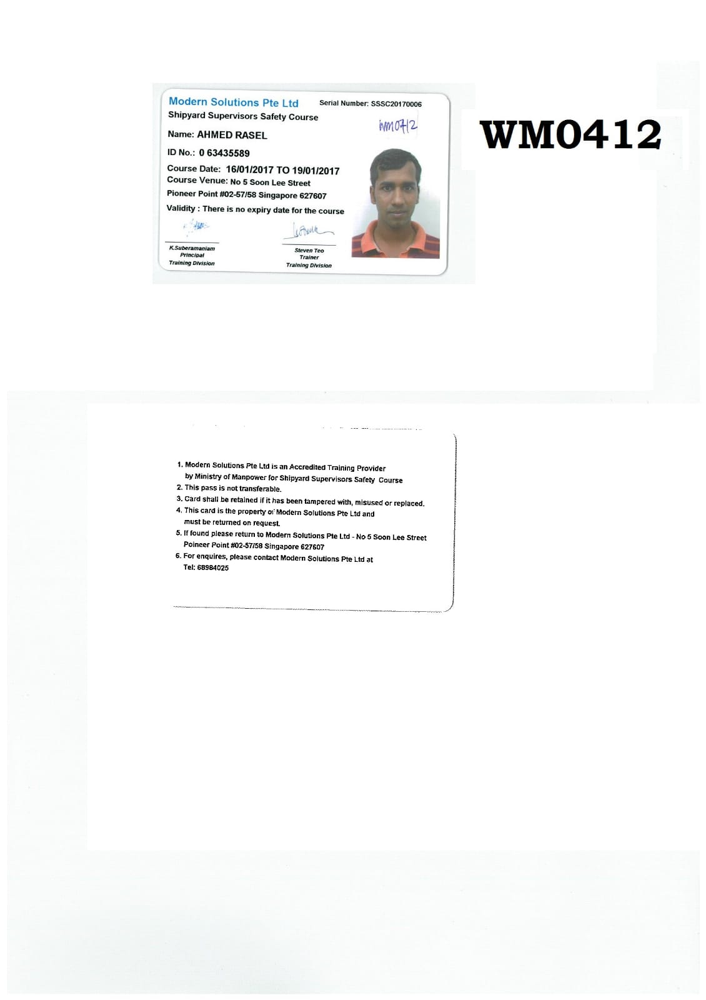 Modern Solutions Pte Ltd
Serial Number: SSSC20170006
Shipyard Supervisors Safety Course
WM0712
WM0412
Name: AHMED RASEL
ID No.: 0 63435589
Course Date: 16/01/2017 TO 19/01/2017
Course Venue: No 5 Soon Lee Street
Pioneer Point #02-57/58 Singapore 627607
Validity : There is no expiry date for the course
K.Suberamaniam
Principal
Training Division
Steven Teo
Trainer
Training Division
1. Modern Solutions Pte Ltd is an Accredited Training Provider
by Ministry of Manpower for Shipyard Supervisors Safety Course
2. This pass is not transferable.
3. Card shall be retained if it has been tampered with, misused or replaced.
4. This card is the property of Modern Solutions Pte Ltd and
must be returned on request.
5. If found please return to Modern Solutions Pte Ltd - No 5 Soon Lee Street
Poineer Point #02-57/58 Singapore 627607
6. For enquires, please contact Modern Solutions Pte Ltd at
Tel: 68984025